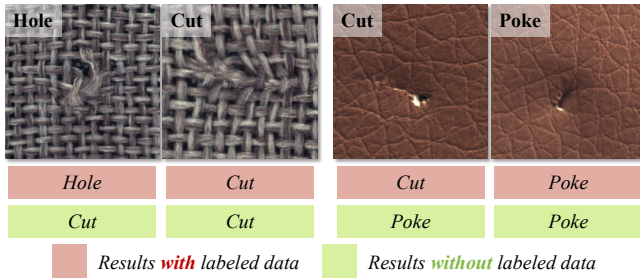 Hole Cut Cut Poke
Hole Cut Cut Poke
Cut Cut Poke Poke
Results with labeled data Results without labeled data